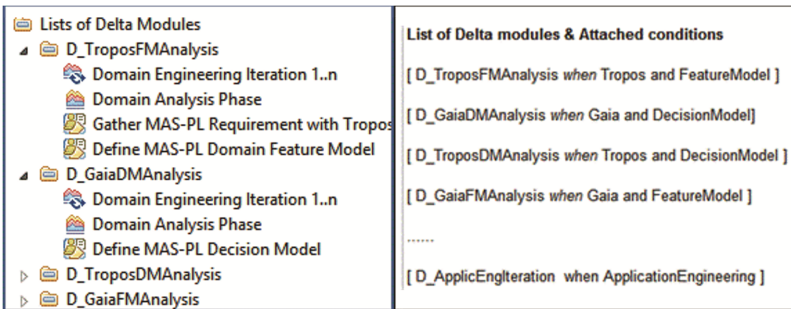 Lists of Delta Modules
D_TroposFMAnalysis
Domain Engineering Iteration 1..n
Domain Analysis Phase
Gather MAS-PL Requirement with Tropos
Define MAS-PL Domain Feature Model
D_GaiaDMAnalysis
Domain Engineering Iteration 1..n
Domain Analysis Phase
Define MAS-PL Decision Model
D_TroposDMAnalysis
D_GaiaFMAnalysis
List of Delta modules & Attached conditions
[ D_TroposFMAnalysis when Tropos and FeatureModel ]
[ D_GaiaDMAnalysis when Gaia and DecisionModel]
[ D_TroposDMAnalysis when Tropos and DecisionModel ]
[ D_GaiaFMAnalysis when Gaia and FeatureModel ]
......
[ D_ApplicEngIteration when ApplicationEngineering ]